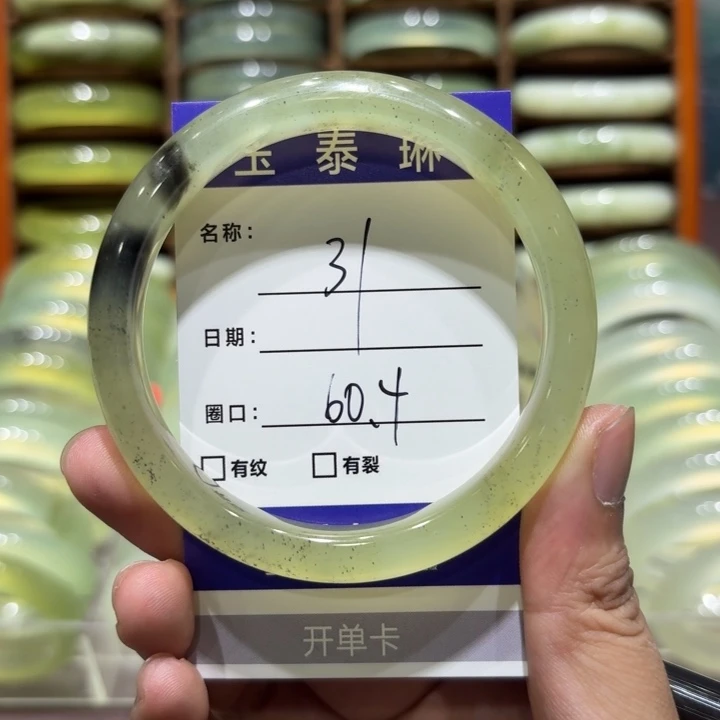 玉泰琳
名称: 31
日期:
圈口: 60.4
□有纹 □有裂
开单卡